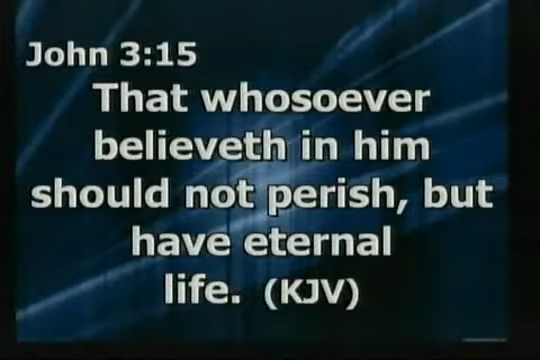 John 3:15
That whosoever
believeth in him
should not perish, but
have eternal
life. (KJV)